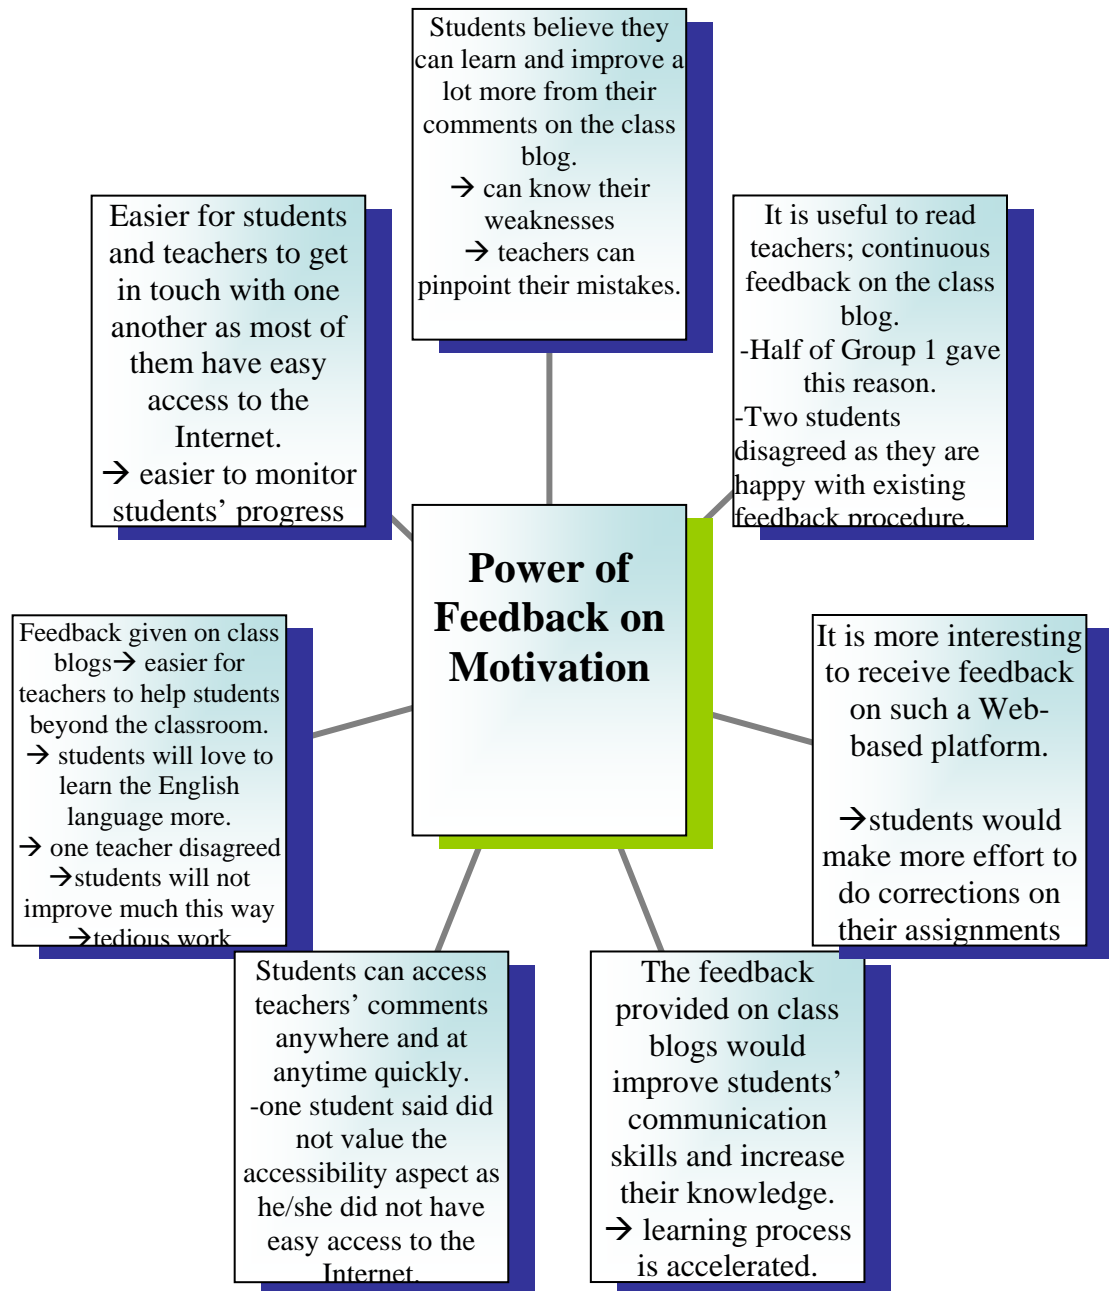 Students believe they
can learn and improve a
lot more from their
comments on the class
blog.
→ can know their
weaknesses
→ teachers can
pinpoint their mistakes.
Easier for students
and teachers to get
in touch with one
another as most of
them have easy
access to the
Internet.
→ easier to monitor
students’ progress
It is useful to read
teachers; continuous
feedback on the class
blog.
-Half of Group 1 gave
this reason.
-Two students
disagreed as they are
happy with existing
feedback procedure.
Power of
Feedback on
Motivation
Feedback given on class
blogs→ easier for
teachers to help students
beyond the classroom.
→ students will love to
learn the English
language more.
→ one teacher disagreed
→students will not
improve much this way
→tedious work
It is more interesting
to receive feedback
on such a Web-
based platform.
→students would
make more effort to
do corrections on
their assignments
Students can access
teachers’ comments
anywhere and at
anytime quickly.
-one student said did
not value the
accessibility aspect as
he/she did not have
easy access to the
Internet.
The feedback
provided on class
blogs would
improve students’
communication
skills and increase
their knowledge.
→ learning process
is accelerated.